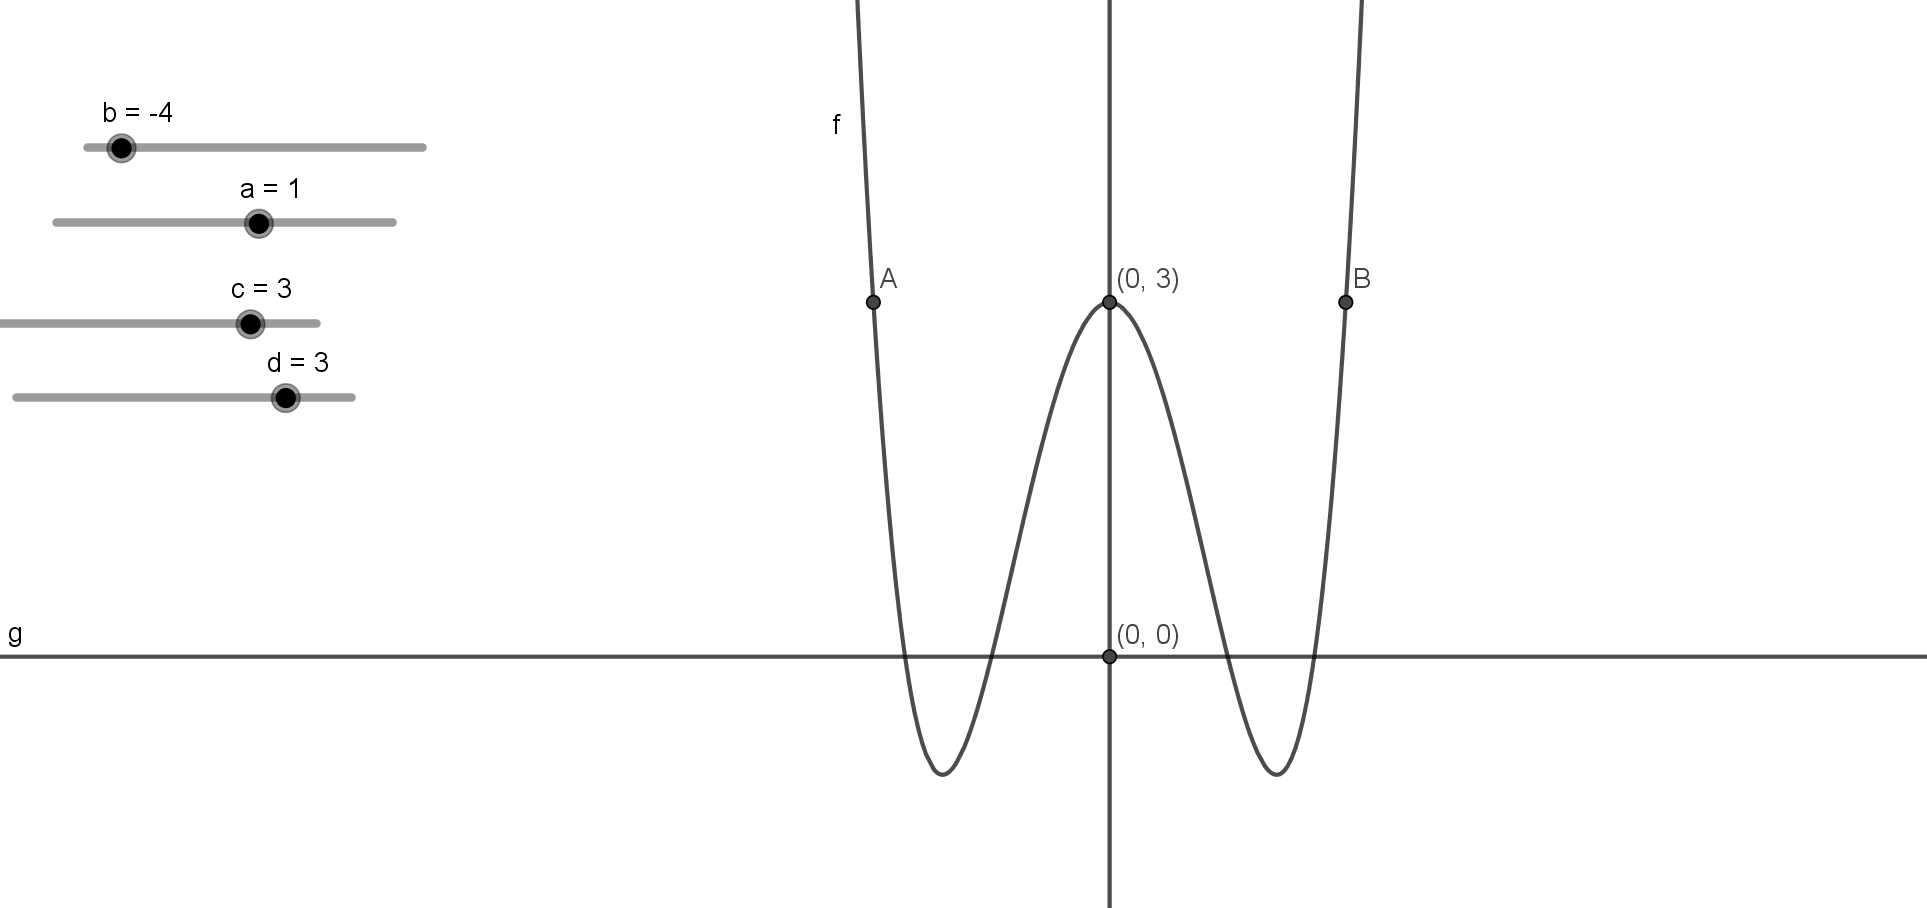 b = -4
f
a = 1
A
(0, 3)
B
c = 3
d = 3
g
(0, 0)